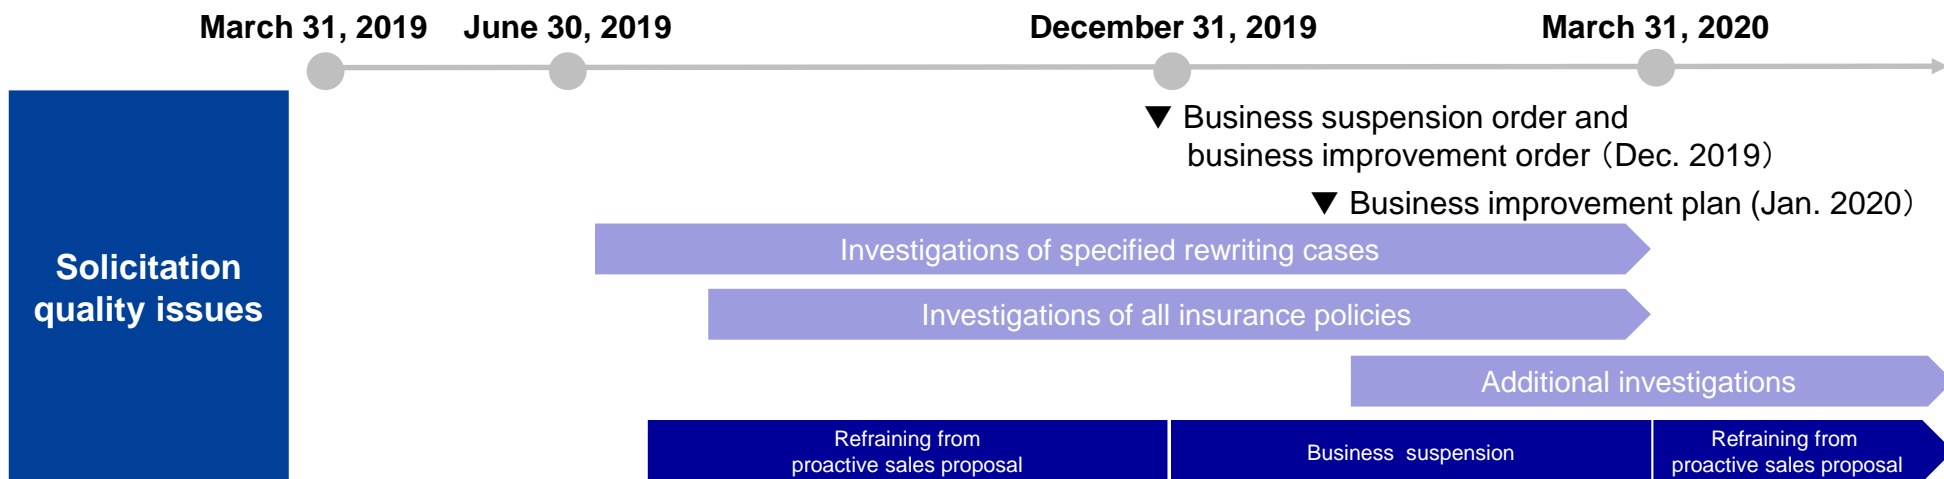 March 31, 2019
June 30, 2019
December 31, 2019
March 31, 2020
Solicitation
quality issues
▼ Business suspension order and
business improvement order（Dec. 2019）
▼ Business improvement plan (Jan. 2020）
Investigations of specified rewriting cases
Investigations of all insurance policies
Additional investigations
Refraining from
proactive sales proposal
Business suspension
Refraining from
proactive sales proposal